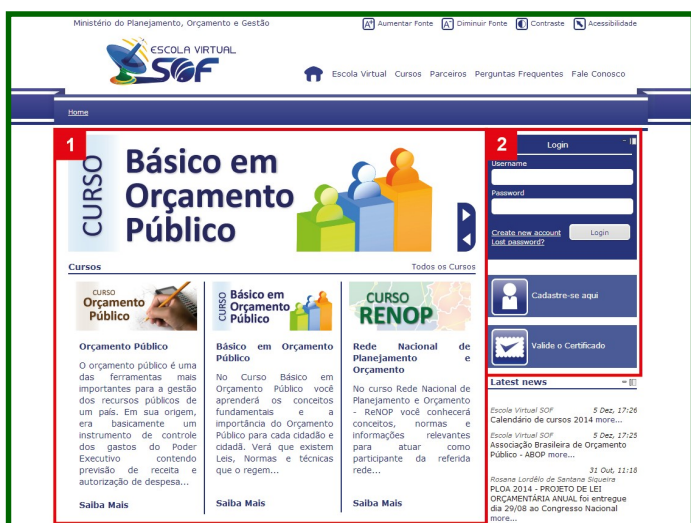 Ministério do Planejamento, Orçamento e Gestão
A+ Aumentar Fonte A- Diminuir Fonte Contraste Acessibilidade
ESCOLA VIRTUAL
SOF
Escola Virtual Cursos Parceiros Perguntas Frequentes Fale Conosco
Home
1
CURSO
Básico em
Orçamento
Público
Cursos
Todos os Cursos
CURSO
Orçamento
Público
Orçamento Público
O orçamento público é uma
das ferramentas mais
importantes para a gestão
dos recursos públicos de
um país. Em sua origem,
era basicamente um
instrumento de controle
dos gastos do Poder
Executivo contendo
previsão de receita e
autorização de despesa...
Saiba Mais
CURSO
Básico em
Orçamento
Público
Básico em Orçamento
Público
No Curso Básico em
Orçamento Público você
aprenderá os conceitos
fundamentais e a
importância do Orçamento
Público para cada cidadão e
cidadã. Verá que existem
Leis, Normas e técnicas
que o regem...
Saiba Mais
CURSO
RENOP
Rede Nacional de
Planejamento e
Orçamento
No curso Rede Nacional de
Planejamento e Orçamento
- ReNOP você conhecerá
conceitos, normas e
informações relevantes
para atuar como
participante da referida
rede...
Saiba Mais
2
Login
Username
Password
Create new account
Lost password?
Login
Cadastre-se aqui
Valide o Certificado
Latest news
Escola Virtual SOF 5 Dez, 17:26
Calendário de cursos 2014 more...
Escola Virtual SOF 5 Dez, 17:25
Associação Brasileira de Orçamento
Público - ABOP more...
31 Out, 11:18
Rosana Lordêlo de Santana Siqueira
PLOA 2014 - PROJETO DE LEI
ORÇAMENTÁRIA ANUAL foi entregue
dia 29/08 ao Congresso Nacional
more...